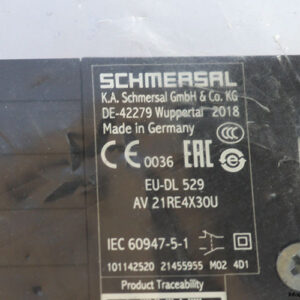 SCHMERSAL
K.A. Schmersal GmbH & Co. KG
DE-42279 Wuppertal 2018
Made in Germany
CCC
CE 0036 EAC
EU-DL 529
AV 21RE4X30U
IEC 60947-5-1
101142520 21455955 M02 4D1
Product Traceability